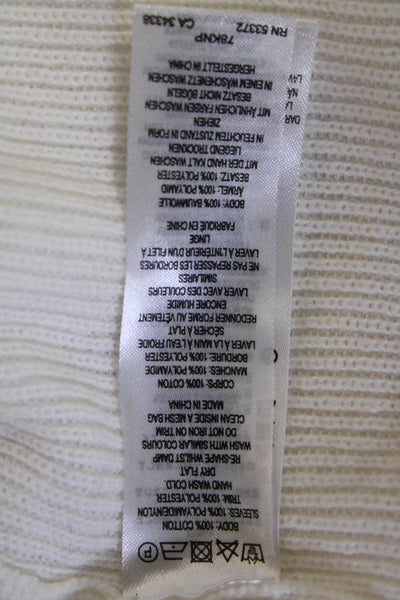 BODY: 100% COTTON
SLEEVES: 100% POLYAMIDE/NYLON
TRIM: 100% POLYESTER
HAND WASH COLD.
DRY FLAT
RE-SHAPE WHILST DAMP
WASH WITH SIMILAR COLOURS
DO NOT IRON ON TRIM
CLEAN INSIDE A MESH BAG
MADE IN CHINA
CORPS: 100% COTON
MANCHES: 100% POLYAMIDE
BORDURE: 100% POLYESTER
LAVER À LA MAIN À L'EAU FROIDE
SÉCHER À PLAT
REDONNER FORME AU VÊTEMENT
ENCORE HUMIDE
LAVER AVEC DES COULEURS
SIMILAIRES
NE PAS REPASSER LES BORDURES
LAVER À L'INTÉRIEUR D'UN FILET À
LINGE
FABRIQUÉ EN CHINE
BODY: 100% BAUMWOLLE
ÄRMEL: 100% POLYAMID
BESATZ: 100% POLYESTER
MIT DER HAND KALT WASCHEN
LIEGEND TROCKNEN
IN FEUCHTEM ZUSTAND IN FORM
ZIEHEN
MIT ÄHNLICHEN FARBEN WASCHEN
BESATZ NICHT BÜGELN
IN EINEM WÄSCHENETZ WASCHEN
HERGESTELLT IN CHINA
78KNP
RN 53372 CA 34338
DAR
LAV